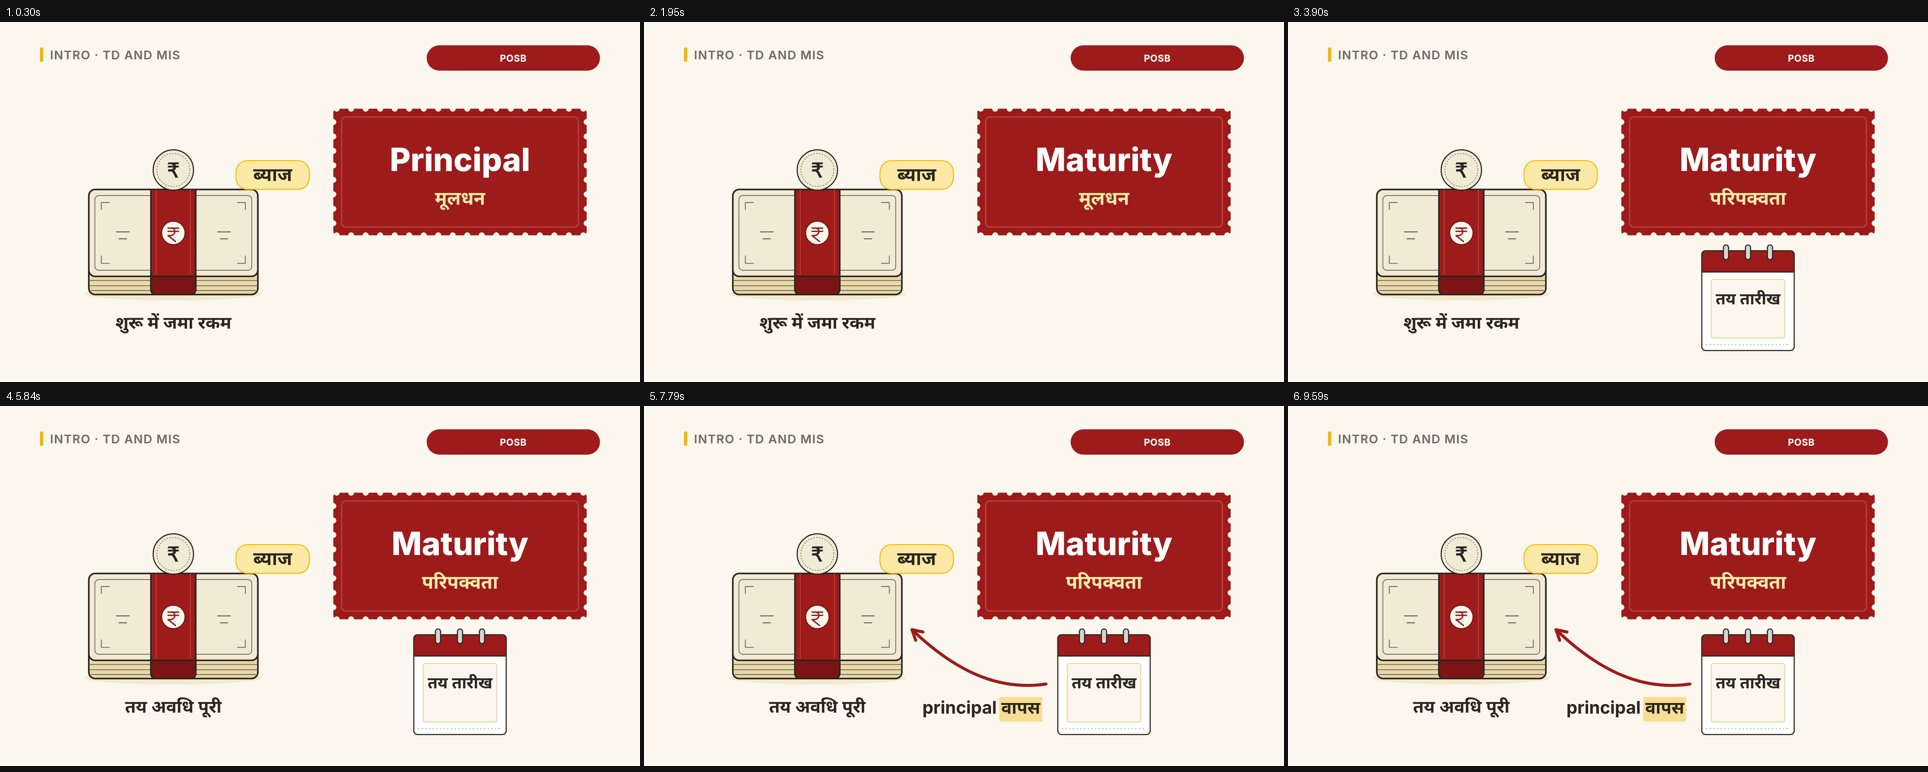 1. 0.30s
INTRO · TD AND MIS
POSB
Principal
मूलधन
₹
ब्याज
₹
शुरू में जमा रकम
2. 1.95s
INTRO · TD AND MIS
POSB
Maturity
मूलधन
₹
ब्याज
₹
शुरू में जमा रकम
3. 3.90s
INTRO · TD AND MIS
POSB
Maturity
परिपक्वता
₹
ब्याज
₹
तय तारीख
शुरू में जमा रकम
4. 5.84s
INTRO · TD AND MIS
POSB
Maturity
परिपक्वता
₹
ब्याज
₹
तय तारीख
तय अवधि पूरी
5. 7.79s
INTRO · TD AND MIS
POSB
Maturity
परिपक्वता
₹
ब्याज
₹
तय तारीख
तय अवधि पूरी
principal वापस
6. 9.59s
INTRO · TD AND MIS
POSB
Maturity
परिपक्वता
₹
ब्याज
₹
तय तारीख
तय अवधि पूरी
principal वापस